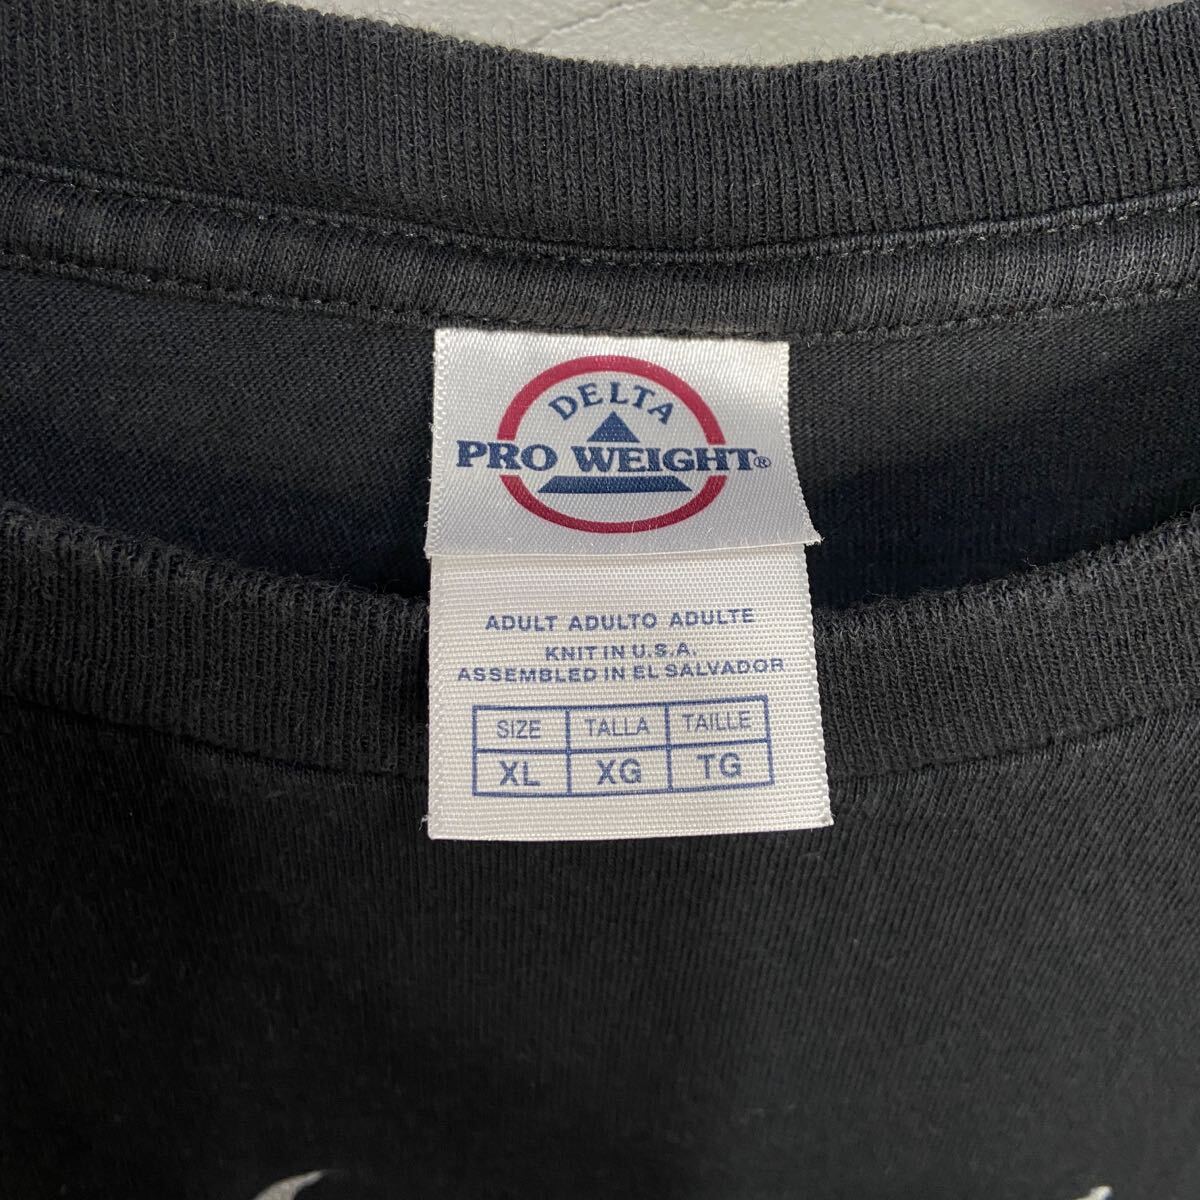 DELTA
PRO WEIGHT®
ADULT ADULTO ADULTE
KNIT IN U.S.A.
ASSEMBLED IN EL SALVADOR
SIZE TALLA TAILLE
XL XG TG